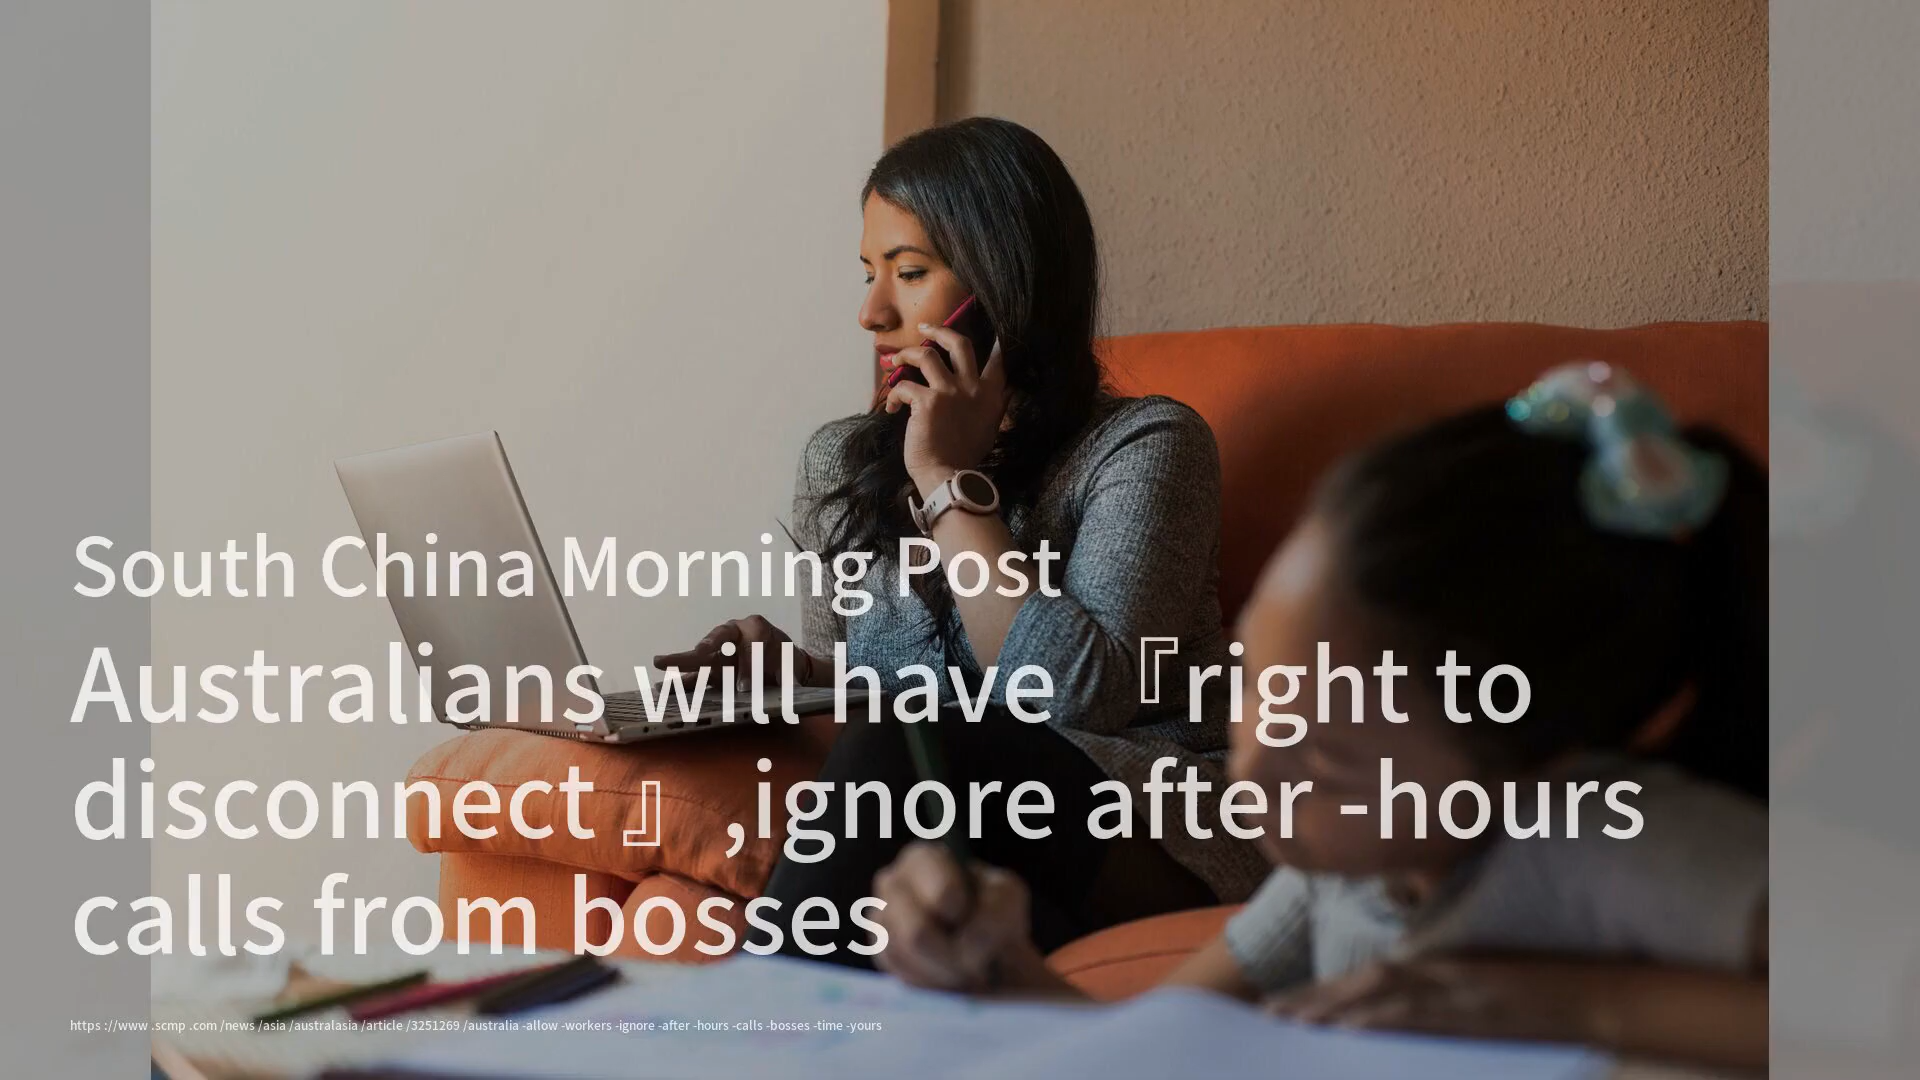 South China Morning Post
Australians will have 『right to
disconnect 』 ,ignore after -hours
calls from bosses
https ://www .scmp .com /news /asia /australasia /article /3251269 /australia -allow -workers -ignore -after -hours -calls -bosses -time -yours